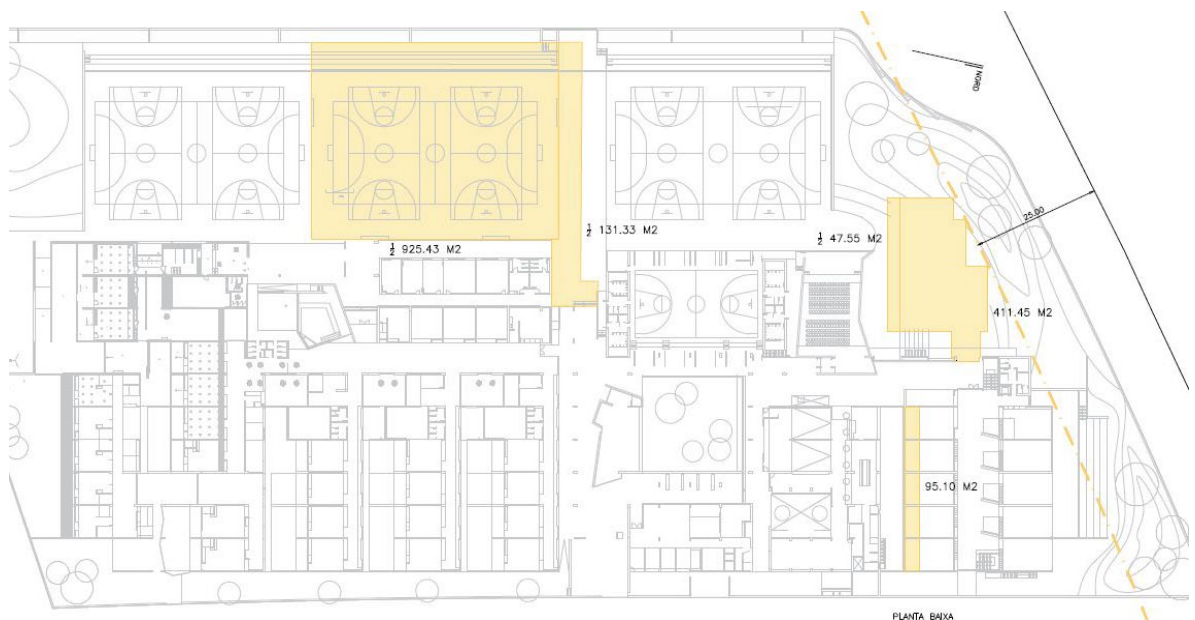 NORD
25.00
½ 131.33 M2
½ 47.55 M2
½ 925.43 M2
411.45 M2
95.10 M2
PLANTA BAIXA